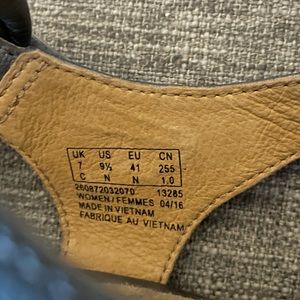 UK US EU CN
7 9½ 41 255
C N N 1.0
260872032070 13285
WOMEN/FEMMES 04/16
MADE IN VIETNAM
FABRIQUE AU VIETNAM